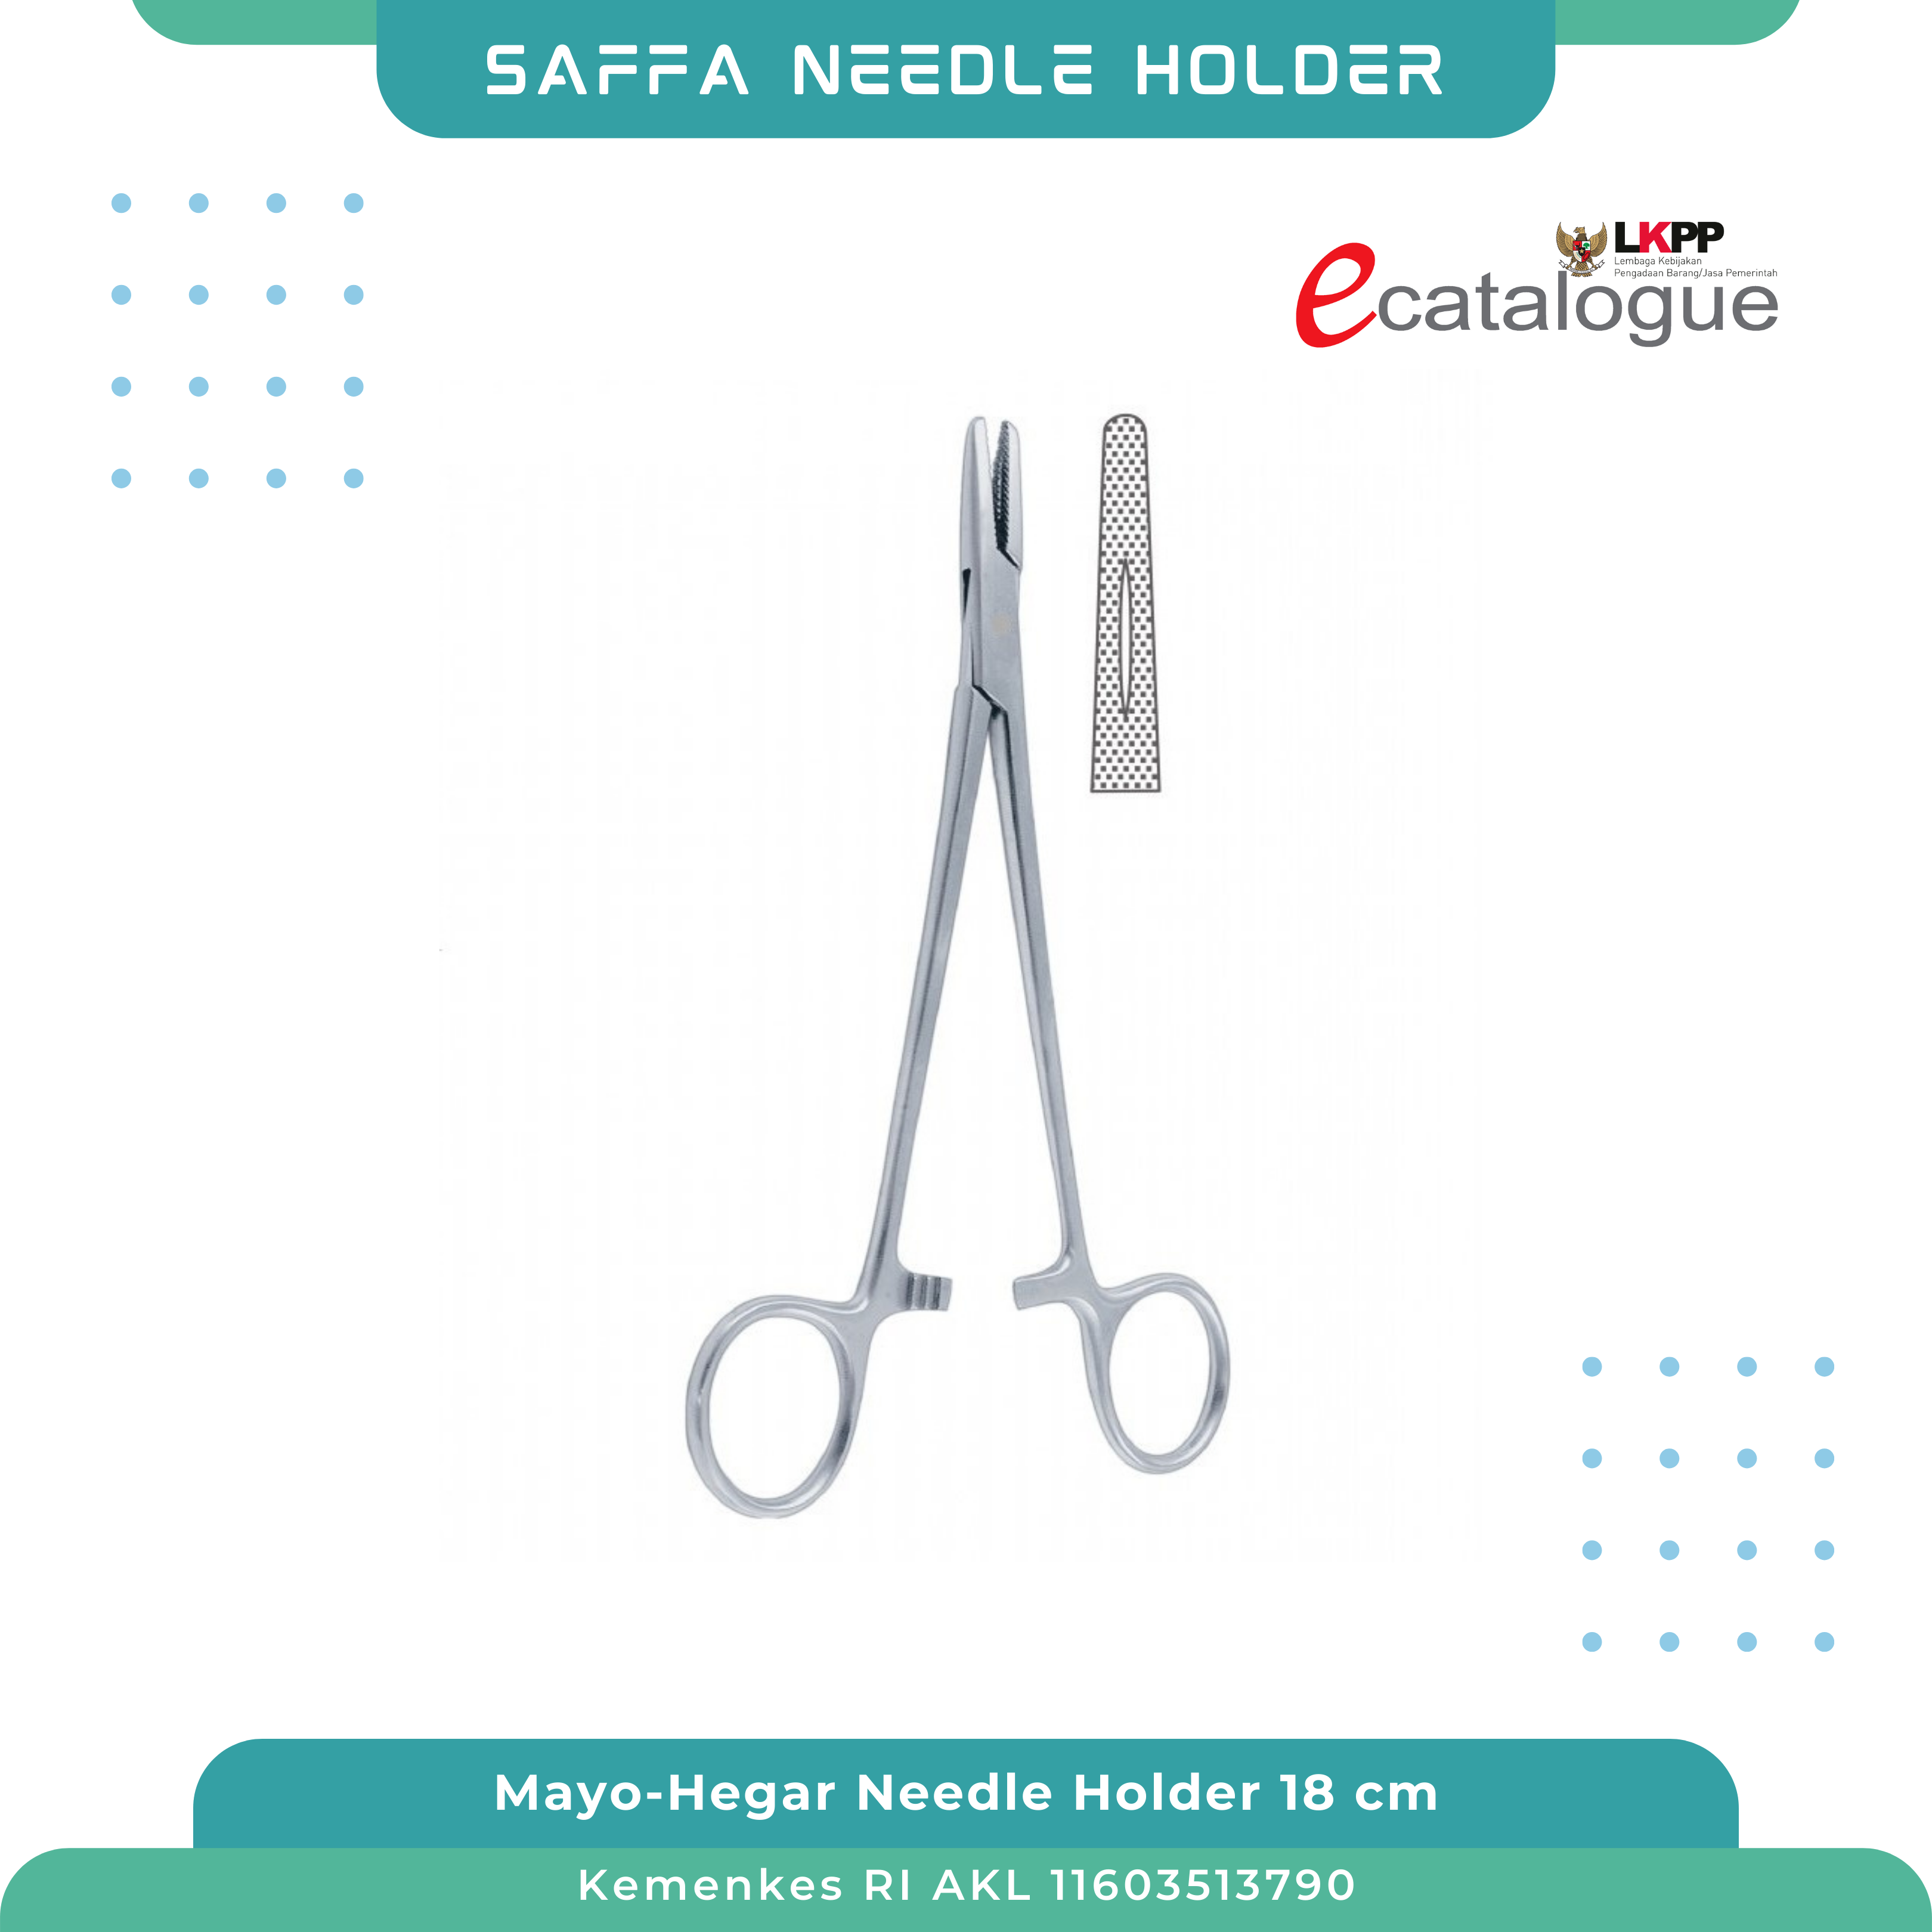 SAFFA NEEDLE HOLDER
LKPP
Lembaga Kebijakan
Pengadaan Barang/Jasa Pemerintah
ecatalogue
Mayo-Hegar Needle Holder 18 cm
Kemenkes RI AKL 11603513790